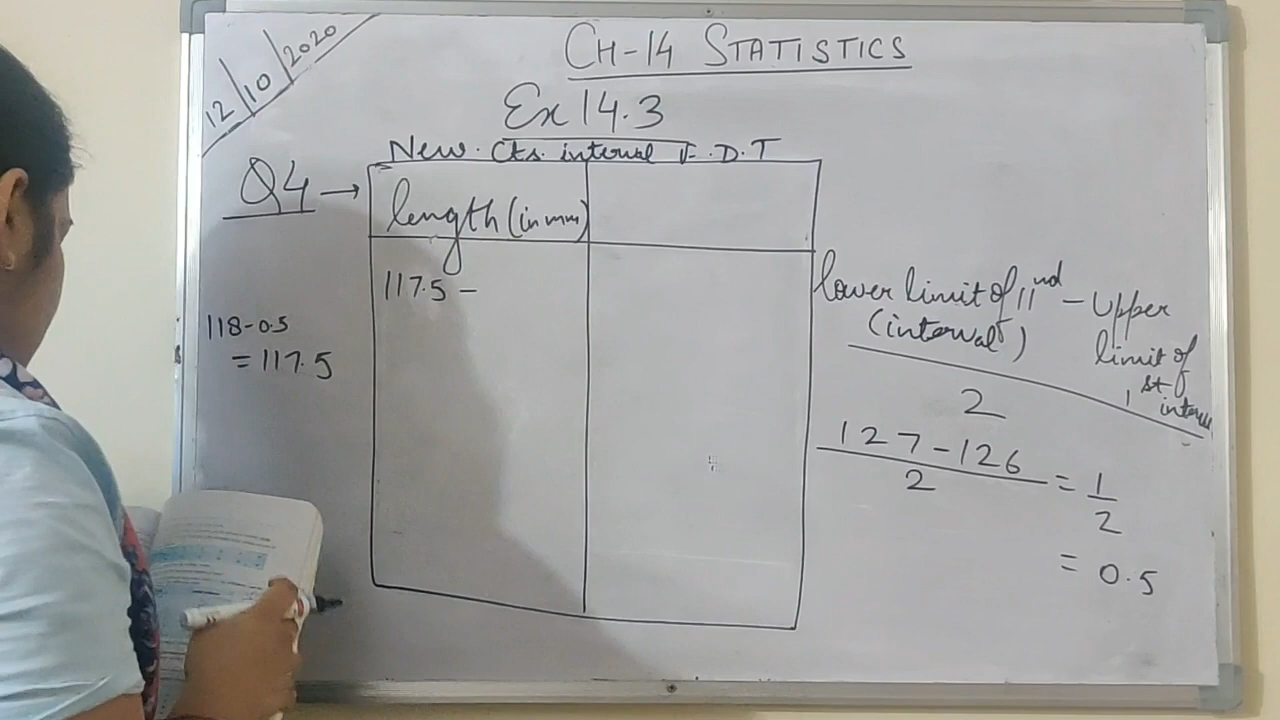 12/10/2020
CH-14 STATISTICS
Ex 14.3
New. Cts. interval F.D.T
Q4 →
length (in mm)
117.5 -
118-0.5
= 117.5
lower limit of IInd - Upper
(interval) limit of
1st
2
127-126
2
= 1
2
= 0.5